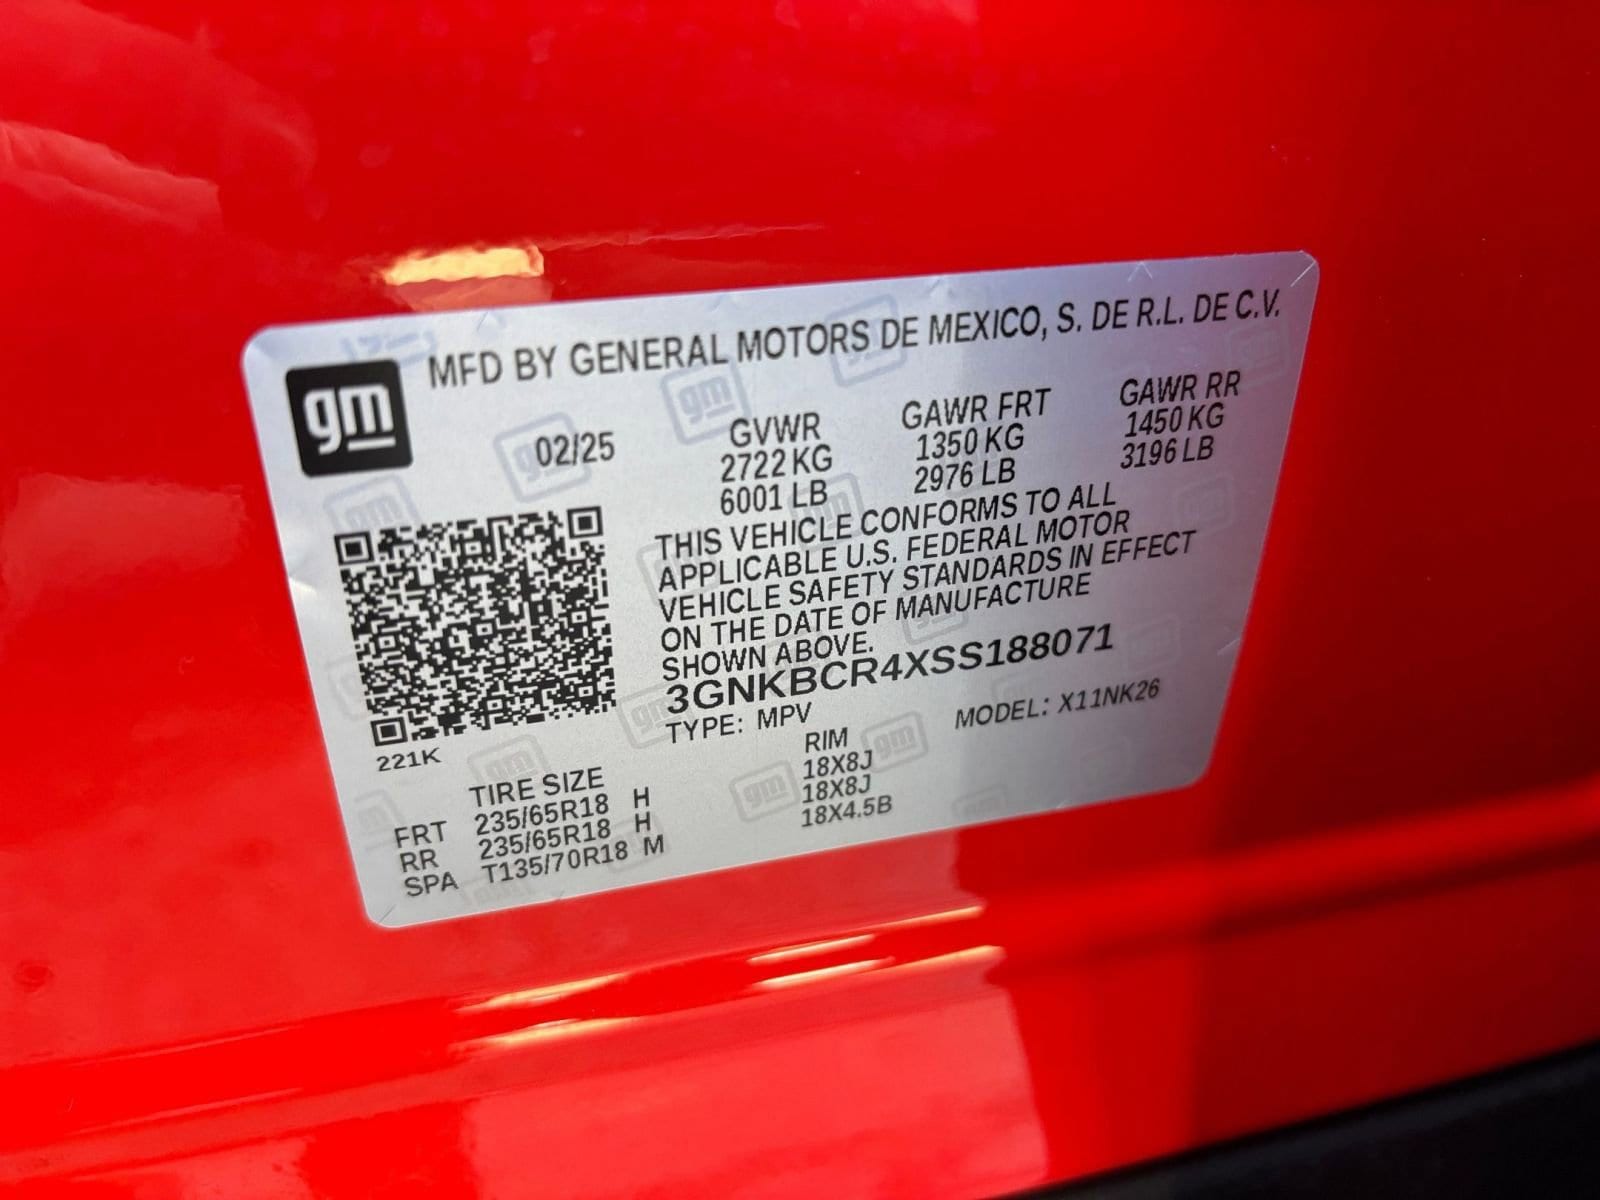 MFD BY GENERAL MOTORS DE MEXICO, S. DE R.L. DE C.V.
gm
02/25
GVWR GAWR FRT GAWR RR
2722 KG 1350 KG 1450 KG
6001 LB 2976 LB 3196 LB
THIS VEHICLE CONFORMS TO ALL
APPLICABLE U.S. FEDERAL MOTOR
VEHICLE SAFETY STANDARDS IN EFFECT
ON THE DATE OF MANUFACTURE
SHOWN ABOVE.
3GNKBCR4XSS188071
TYPE: MPV MODEL: X11NK26
221K
TIRE SIZE RIM
FRT 235/65R18 H 18X8J
RR 235/65R18 H 18X8J
SPA T135/70R18 M 18X4.5B